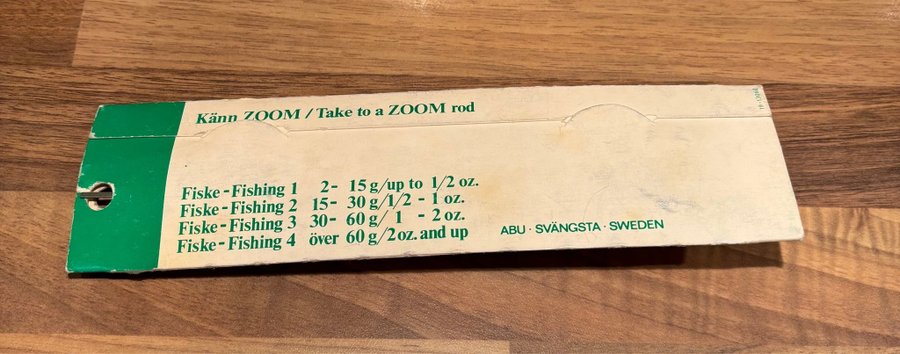 Känn ZOOM / Take to a ZOOM rod
Fiske - Fishing 1 2 - 15 g/up to 1/2 oz.
Fiske - Fishing 2 15 - 30 g/1/2 - 1 oz.
Fiske - Fishing 3 30 - 60 g/ 1 - 2 oz.
Fiske - Fishing 4 över 60 g/2 oz. and up
ABU · SVÄNGSTA · SWEDEN